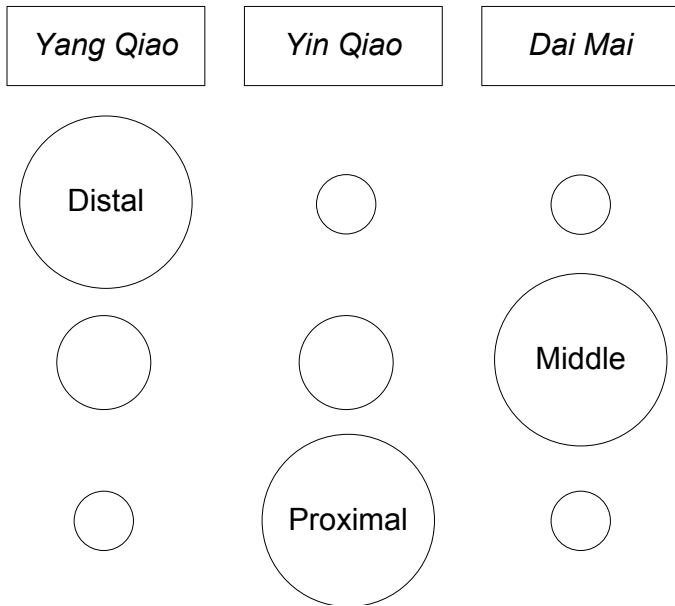 Yang Qiao
Yin Qiao
Dai Mai
Distal
Middle
Proximal